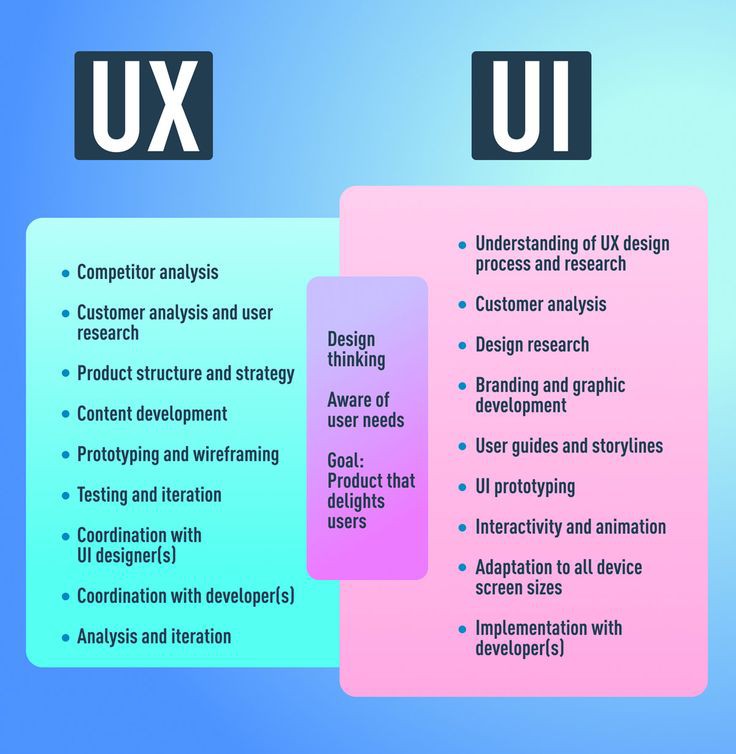 UX
Competitor analysis
Customer analysis and user
research
Product structure and strategy
Content development
Prototyping and wireframing
Testing and iteration
Coordination with
UI designer(s)
Coordination with developer(s)
Analysis and iteration
Design
thinking
Aware of
user needs
Goal:
Product that
delights
users
UI
Understanding of UX design
process and research
Customer analysis
Design research
Branding and graphic
development
User guides and storylines
UI prototyping
Interactivity and animation
Adaptation to all device
screen sizes
Implementation with
developer(s)